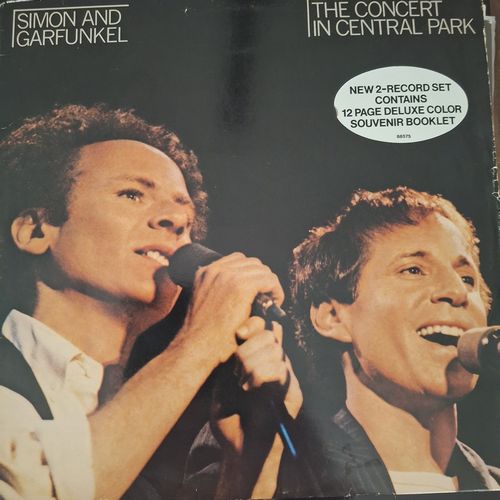 SIMON AND
GARFUNKEL
THE CONCERT
IN CENTRAL PARK
NEW 2-RECORD SET
CONTAINS
12 PAGE DELUXE COLOR
SOUVENIR BOOKLET
88575